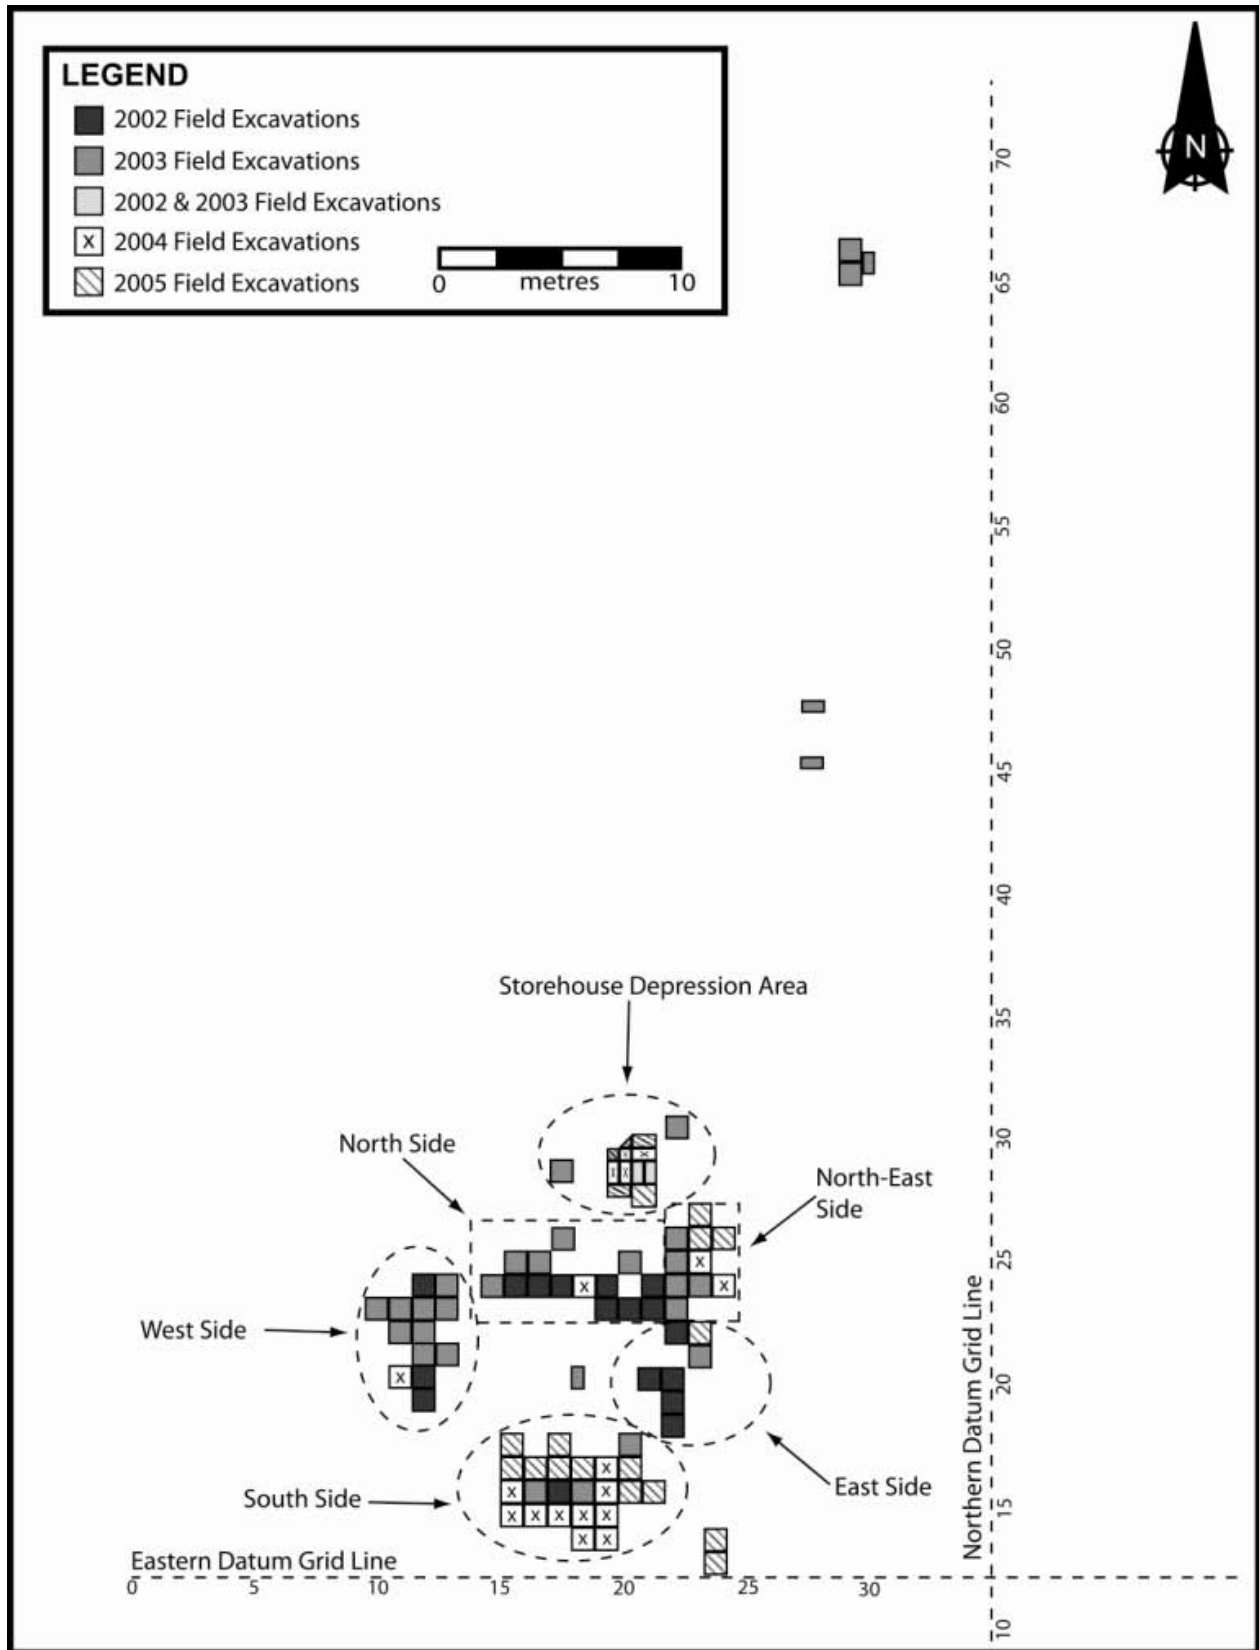 LEGEND
2002 Field Excavations
2003 Field Excavations
2002 & 2003 Field Excavations
x 2004 Field Excavations
2005 Field Excavations
0 metres 10
N
70
65
60
55
50
45
40
35
30
25
20
15
10
Northern Datum Grid Line
Storehouse Depression Area
North Side
North-East
Side
West Side
East Side
South Side
Eastern Datum Grid Line
0 5 10 15 20 25 30